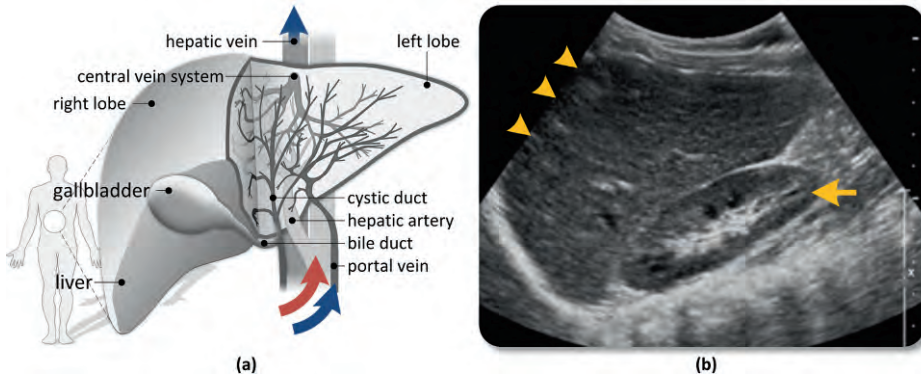 (a)
hepatic vein
central vein system
right lobe
left lobe
gallbladder
liver
cystic duct
hepatic artery
bile duct
portal vein
x
(b)